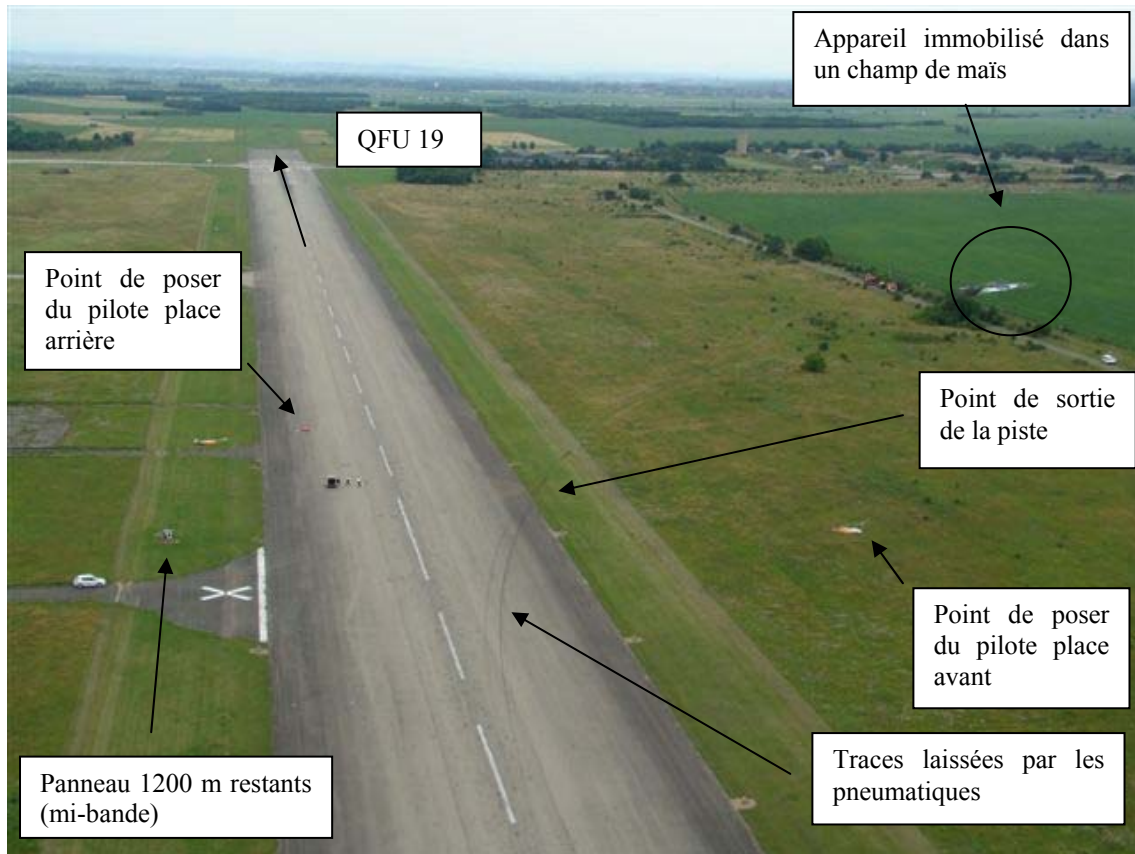 Appareil immobilisé dans
un champ de maïs
QFU 19
Point de poser
du pilote place
arrière
Point de sortie
de la piste
Point de poser
du pilote place
avant
Panneau 1200 m restants
(mi-bande)
Traces laissées par les
pneumatiques